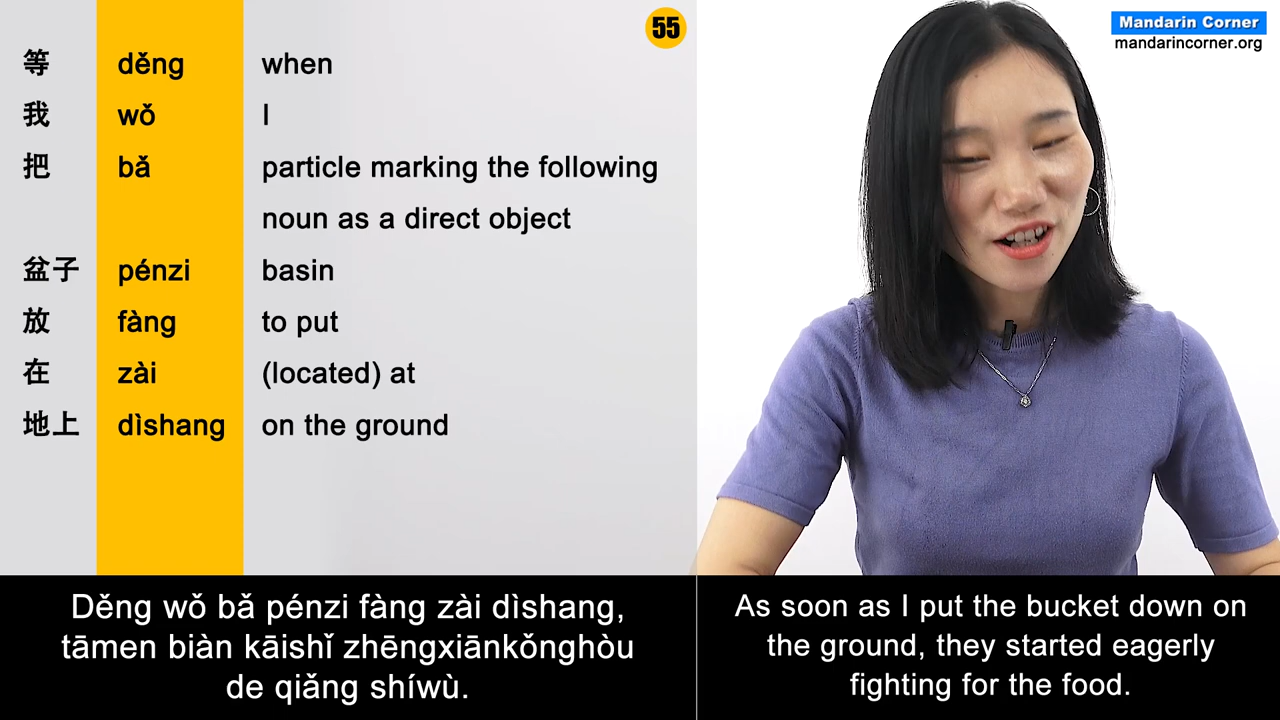 55
Mandarin Corner
mandarincorner.org
等 děng when
我 wǒ I
把 bǎ particle marking the following
noun as a direct object
盆子 pénzi basin
放 fàng to put
在 zài (located) at
地上 dìshang on the ground
Děng wǒ bǎ pénzi fàng zài dìshang,
tāmen biàn kāishǐ zhēngxiānkǒnghòu
de qiǎng shíwù.
As soon as I put the bucket down on
the ground, they started eagerly
fighting for the food.